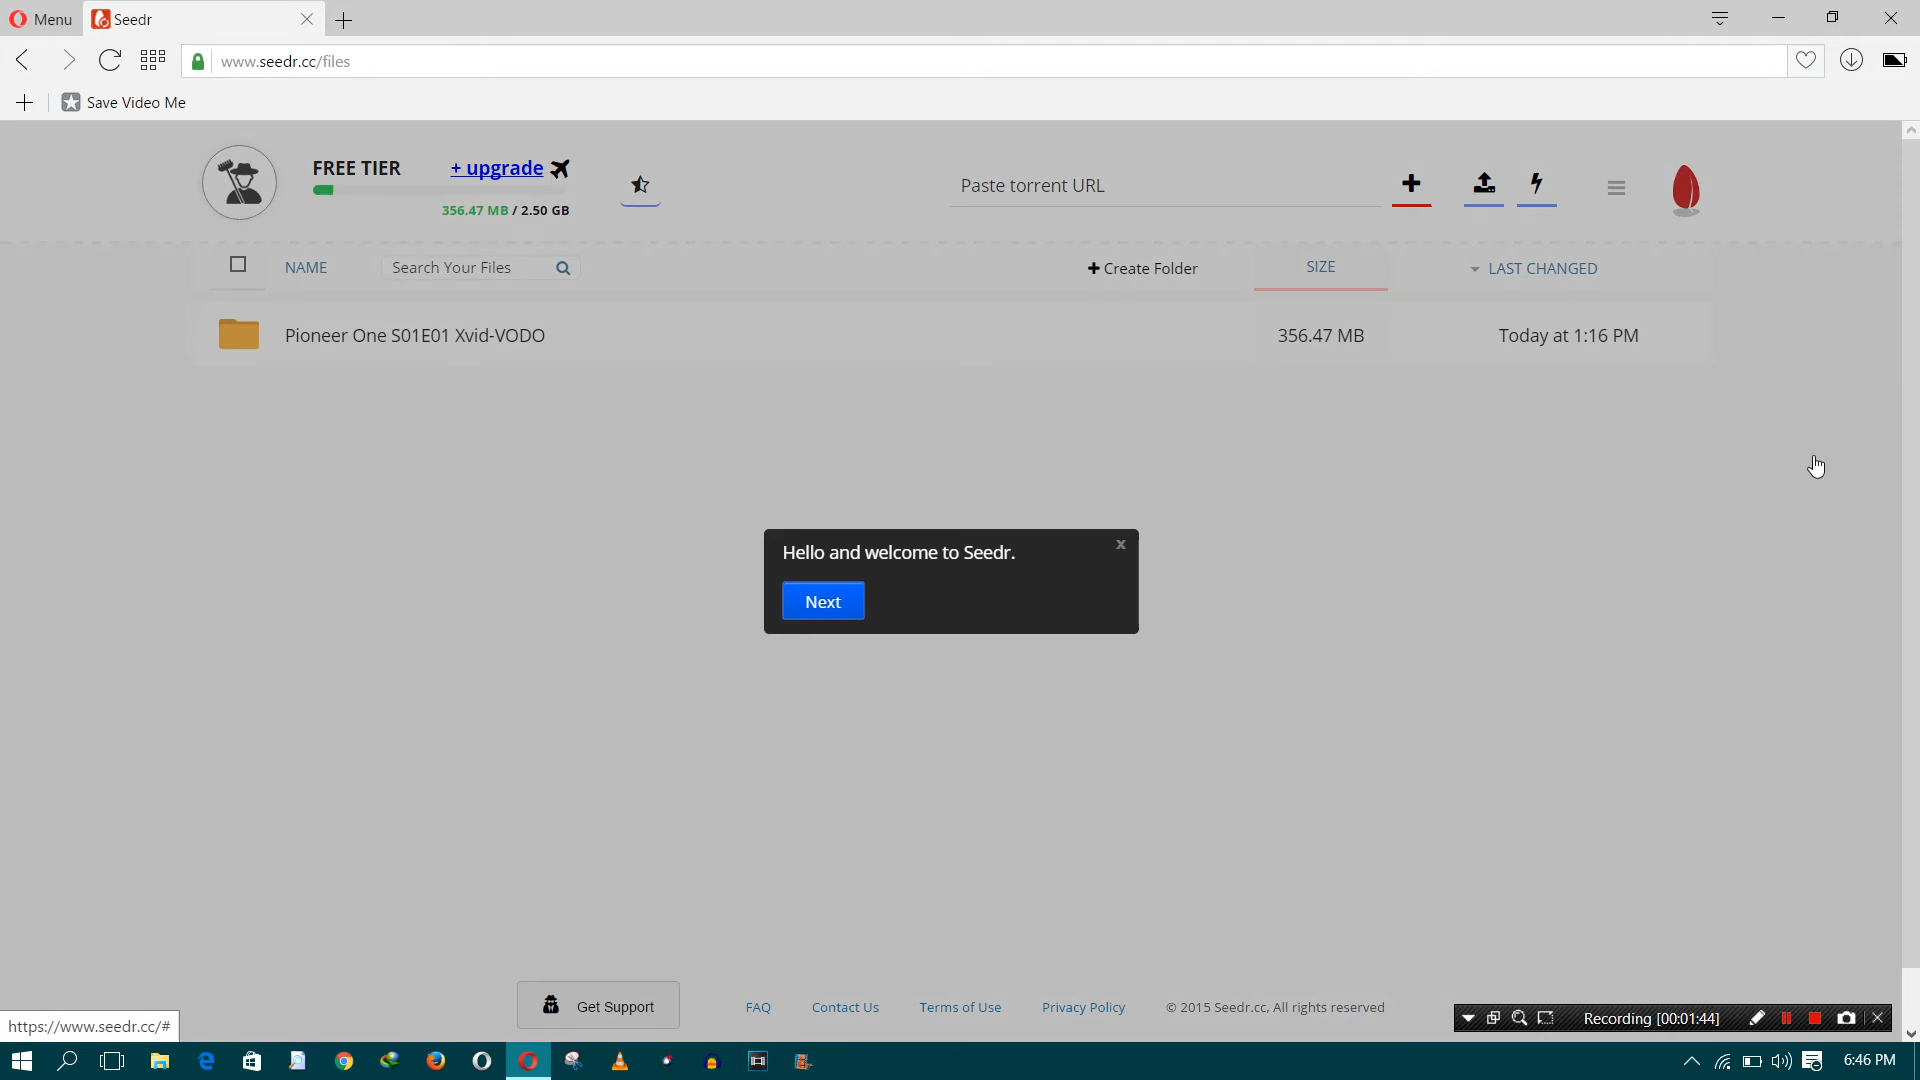 Menu
Seedr
www.seedr.cc/files
Save Video Me
FREE TIER
+ upgrade
356.47 MB / 2.50 GB
Paste torrent URL
NAME
Search Your Files
Create Folder
SIZE
LAST CHANGED
Pioneer One S01E01 Xvid-VODO
356.47 MB
Today at 1:16 PM
Hello and welcome to Seedr.
x
Next
Get Support
FAQ
Contact Us
Terms of Use
Privacy Policy
© 2015 Seedr.cc, All rights reserved
https://www.seedr.cc/#
Recording [00:01:44]
6:46 PM